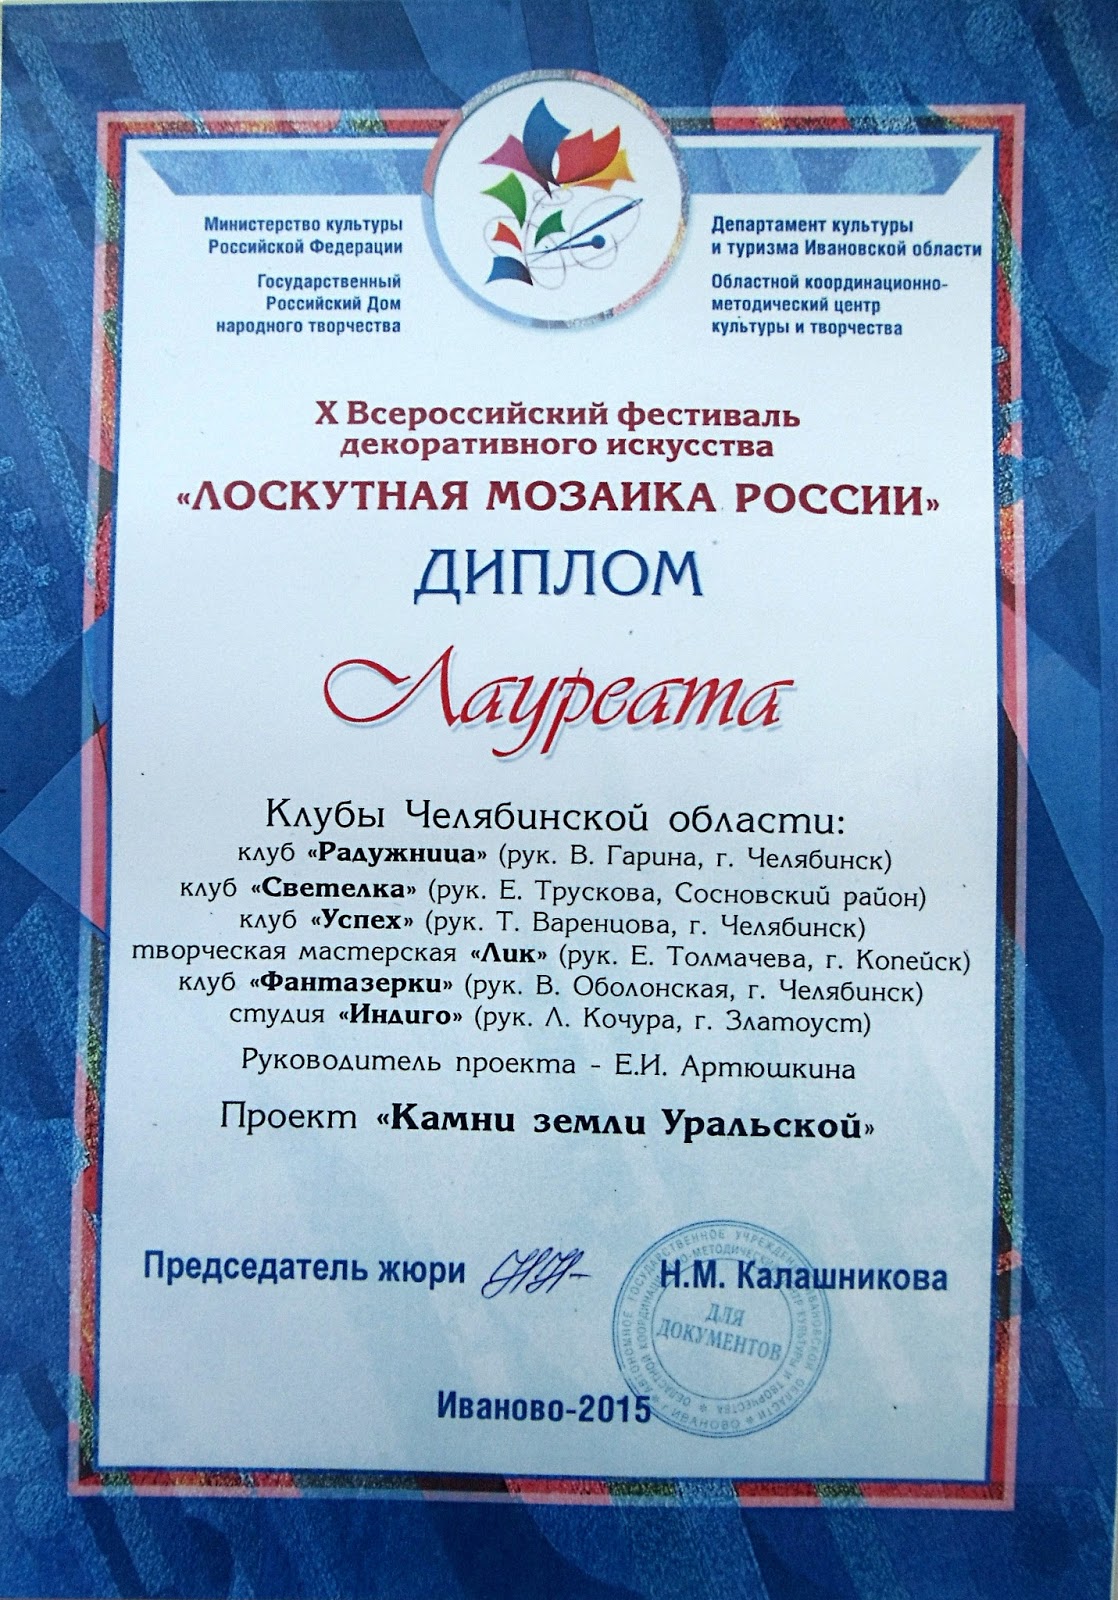 Министерство культуры
Российской Федерации
Государственный
Российский Дом
народного творчества
Департамент культуры
и туризма Ивановской области
Областной координационно-
методический центр
культуры и творчества
X Всероссийский фестиваль
декоративного искусства
«ЛОСКУТНАЯ МОЗАИКА РОССИИ»
ДИПЛОМ
Лауреата
Клубы Челябинской области:
клуб «Радужница» (рук. В. Гарина, г. Челябинск)
клуб «Светелка» (рук. Е. Трускова, Сосновский район)
клуб «Успех» (рук. Т. Варенцова, г. Челябинск)
творческая мастерская «Лик» (рук. Е. Толмачева, г. Копейск)
клуб «Фантазерки» (рук. В. Оболонская, г. Челябинск)
студия «Индиго» (рук. Л. Кочура, г. Златоуст)
Руководитель проекта - Е.И. Артюшкина
Проект «Камни земли Уральской»
Председатель жюри Н.М. Калашникова
ДЛЯ
ДОКУМЕНТОВ
Иваново-2015